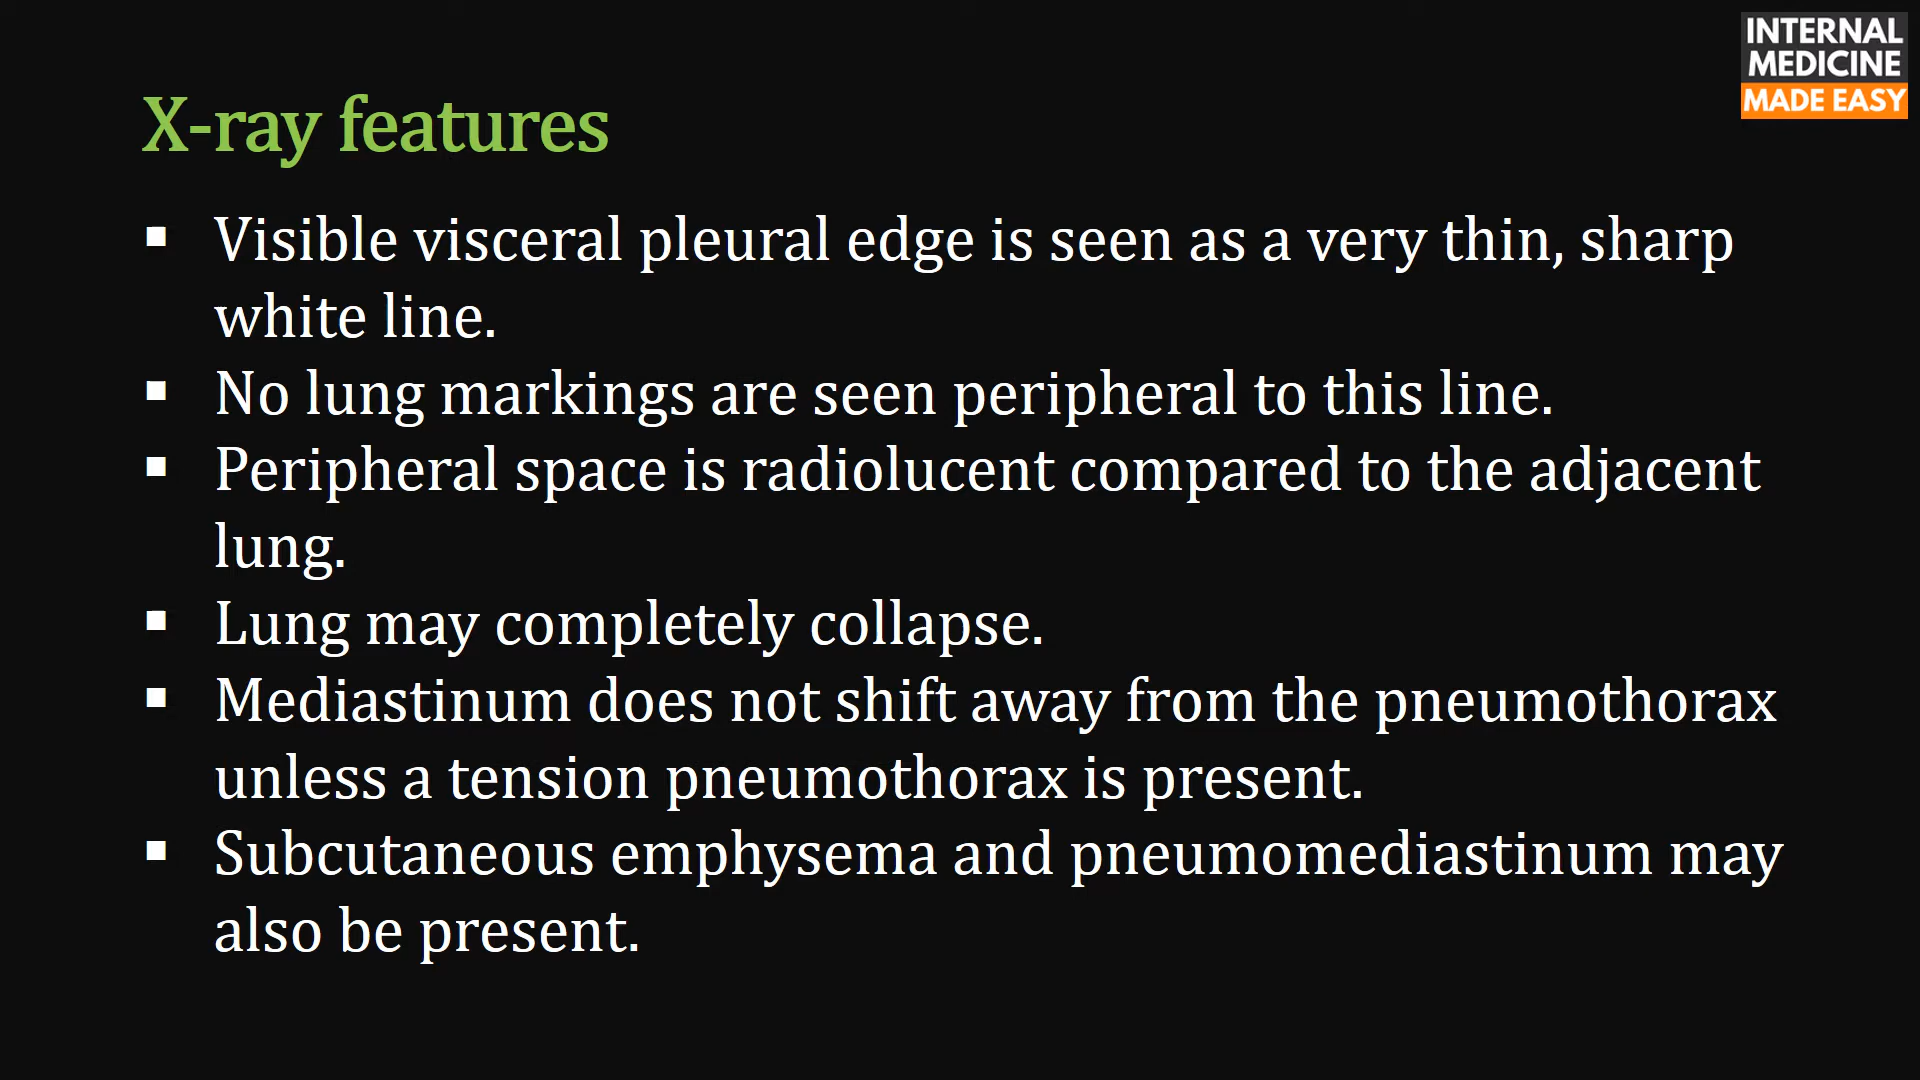 INTERNAL
MEDICINE
MADE EASY
X-ray features
▪ Visible visceral pleural edge is seen as a very thin, sharp
white line.
▪ No lung markings are seen peripheral to this line.
▪ Peripheral space is radiolucent compared to the adjacent
lung.
▪ Lung may completely collapse.
▪ Mediastinum does not shift away from the pneumothorax
unless a tension pneumothorax is present.
▪ Subcutaneous emphysema and pneumomediastinum may
also be present.